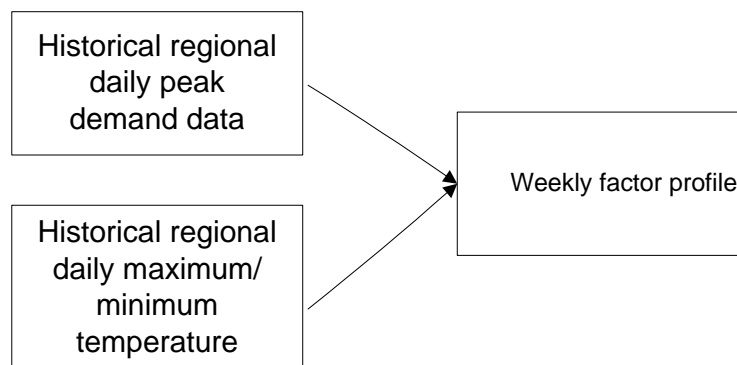 Historical regional
daily peak
demand data
Weekly factor profile
Historical regional
daily maximum/
minimum
temperature